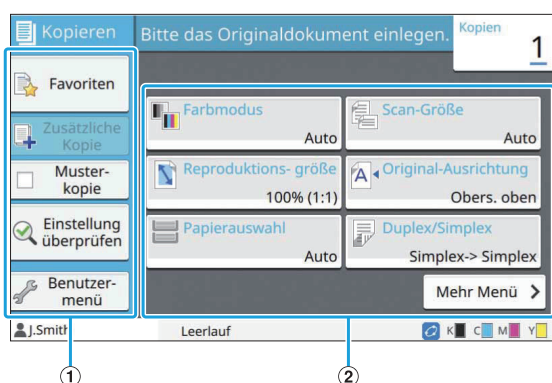 Kopieren
Bitte das Originaldokument einlegen.
Kopien
1
Favoriten
Zusätzliche
Kopie
Muster-
kopie
Einstellung
überprüfen
Benutzer-
menü
Farbmodus
Auto
Scan-Größe
Auto
Reproduktions- größe
100% (1:1)
Original-Ausrichtung
Obers. oben
Papierauswahl
Auto
Duplex/Simplex
Simplex-> Simplex
Mehr Menü
J.Smith
Leerlauf
K C M Y
1
2